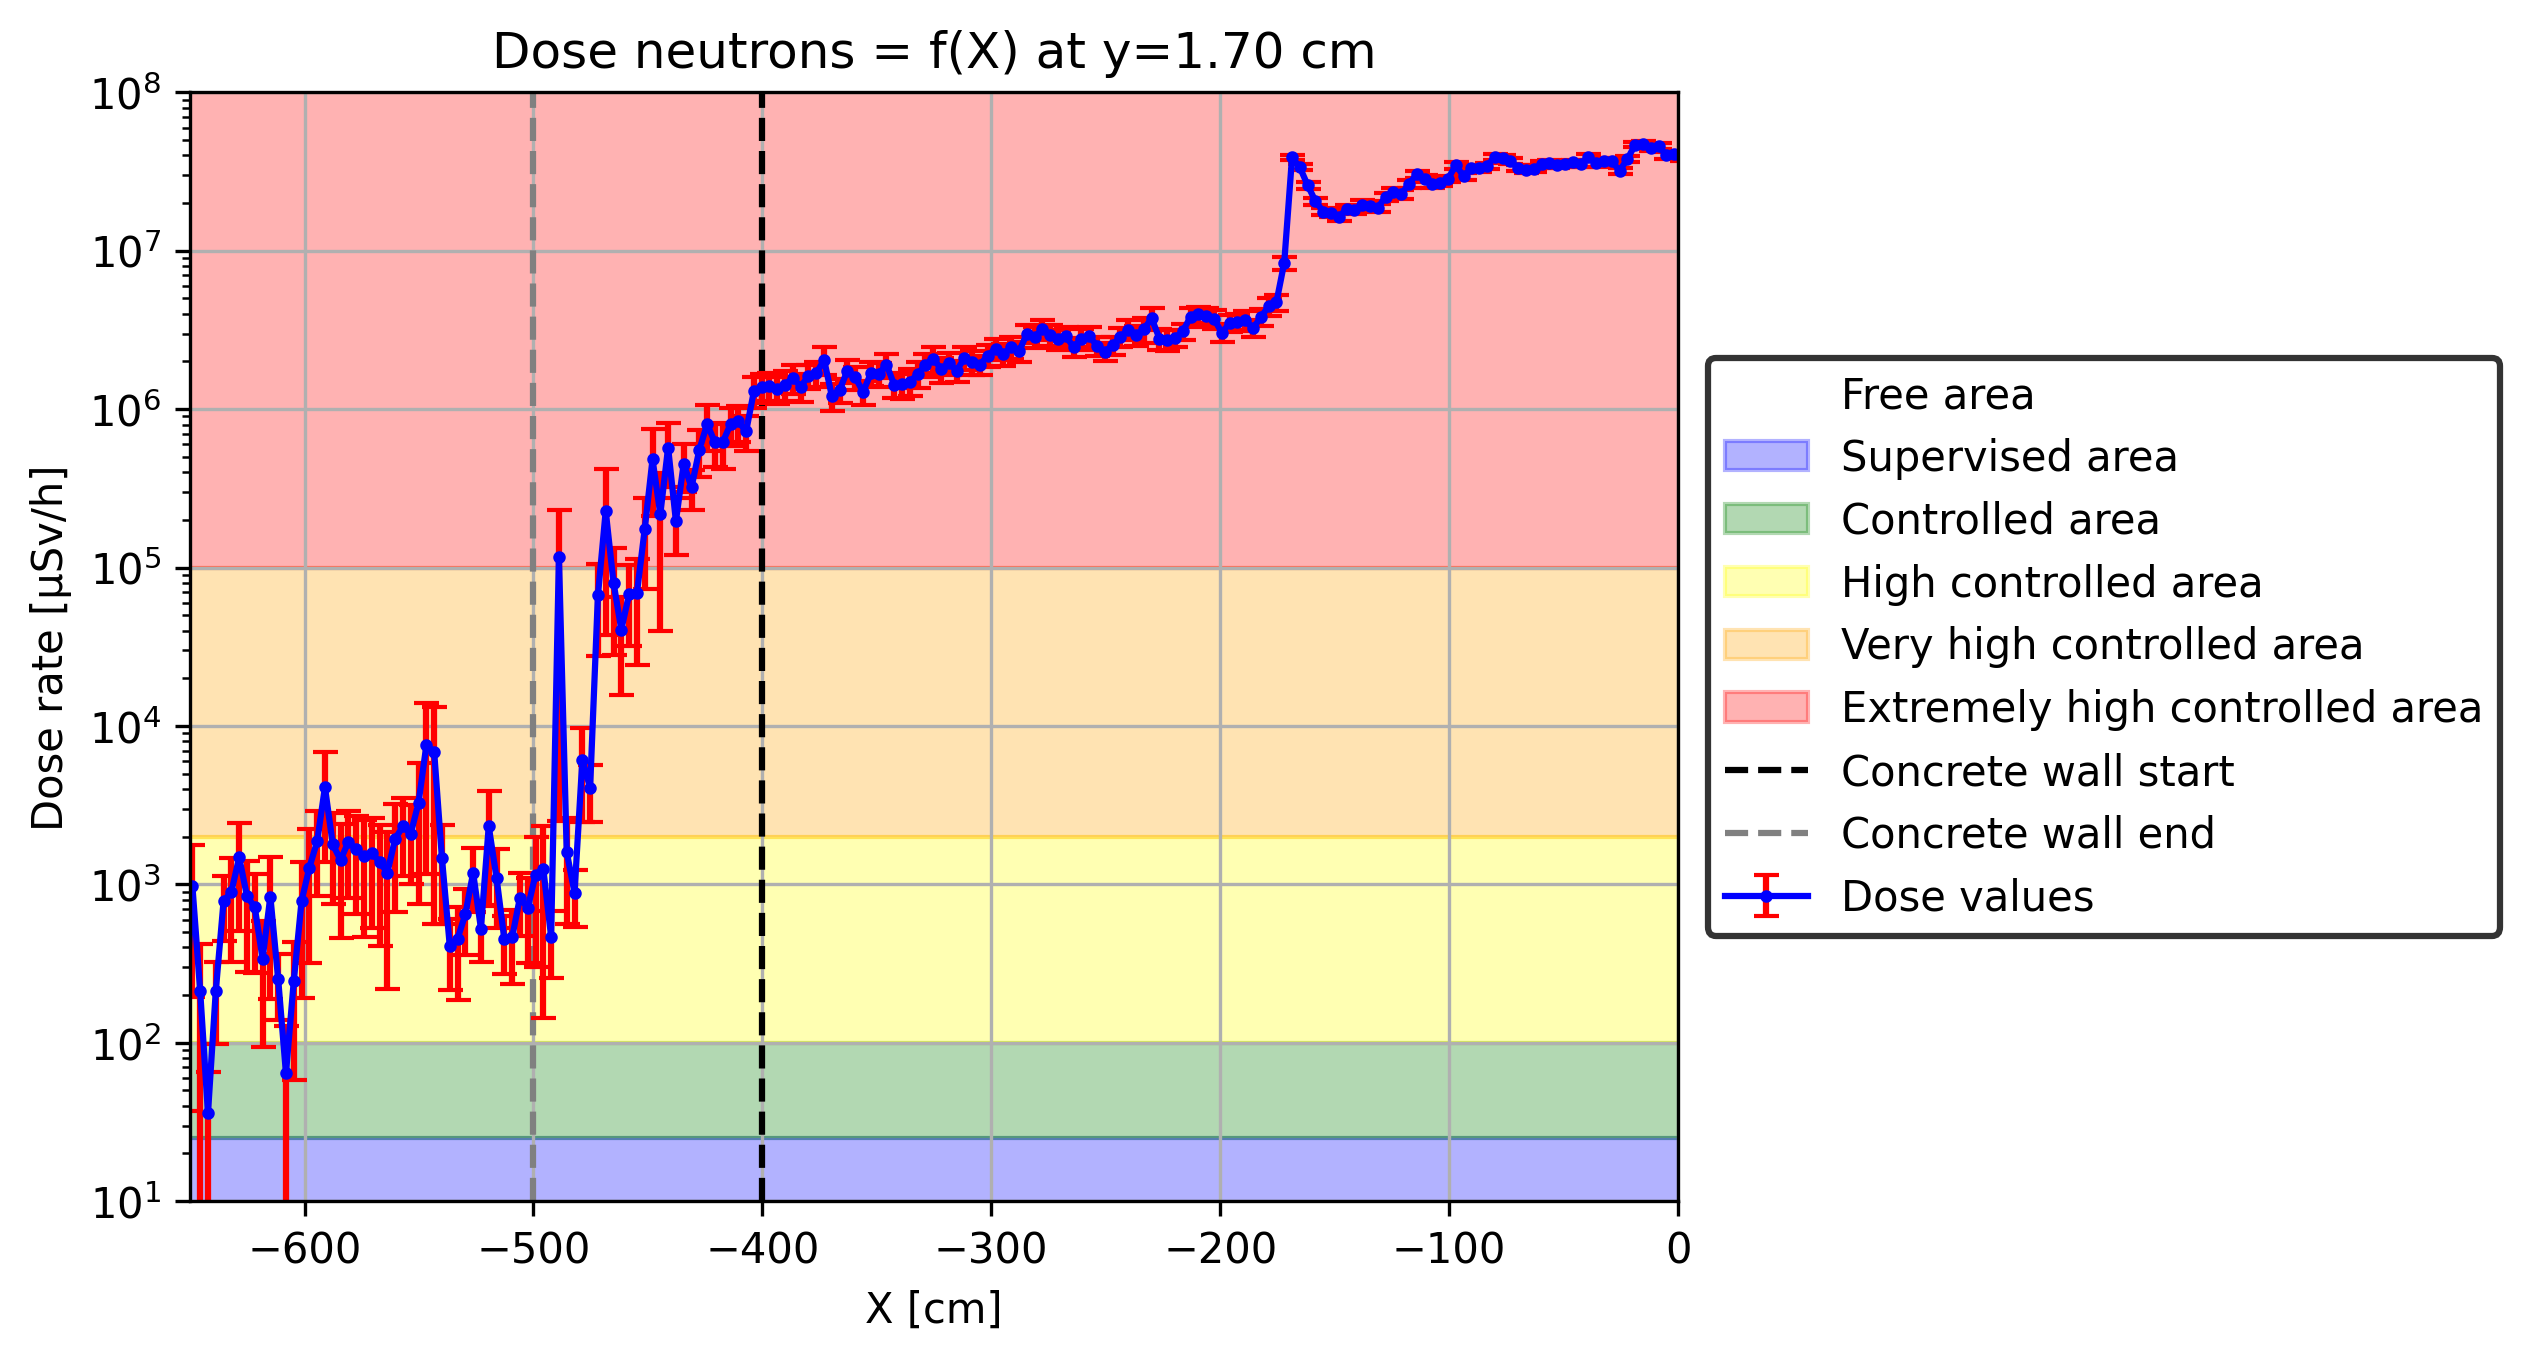 Dose neutrons = f(X) at y=1.70 cm
Dose rate [µSv/h]
10⁸
10⁷
10⁶
10⁵
10⁴
10³
10²
10¹
−600 −500 −400 −300 −200 −100 0
X [cm]
Free area
Supervised area
Controlled area
High controlled area
Very high controlled area
Extremely high controlled area
Concrete wall start
Concrete wall end
Dose values